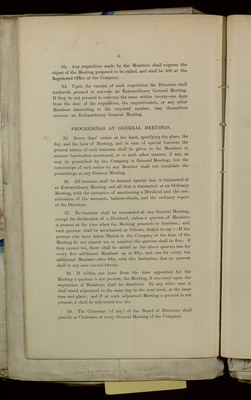 6
33. Any requisition made by the Members shall express the
object of the Meeting proposed to be called, and shall be left at the
Registered Office of the Company.
34. Upon the receipt of such requisition the Directors shall
forthwith proceed to convene an Extraordinary General Meeting.
If they do not proceed to convene the same within twenty-one days
from the date of the requisition, the requisitionists, or any other
Members amounting to the required number, may themselves
convene an Extraordinary General Meeting.
PROCEEDINGS AT GENERAL MEETINGS.
35. Seven days' notice at the least, specifying the place, the
day, and the hour of Meeting, and in case of special business the
general nature of such business, shall be given to the Members in
manner hereinafter mentioned, or in such other manner, if any, as
may be prescribed by the Company in General Meeting; but the
non-receipt of such notice by any Member shall not invalidate the
proceedings at any General Meeting.
36. All business shall be deemed special that is transacted at
an Extraordinary Meeting, and all that is transacted at an Ordinary
Meeting, with the exception of sanctioning a Dividend and the con-
sideration of the accounts, balance-sheets, and the ordinary report
of the Directors.
37. No business shall be transacted at any General Meeting,
except the declaration of a Dividend, unless a quorum of Members
is present at the time when the Meeting proceeds to business; and
such quorum shall be ascertained as follows, that is to say:—If the
persons who have taken Shares in the Company at the time of the
Meeting do not exceed ten in number, the quorum shall be five; if
they exceed ten, there shall be added to the above quorum one for
every five additional Members up to fifty, and one for every ten
additional Members after fifty, with this limitation, that no quorum
shall in any case exceed twenty.
38. If within one hour from the time appointed for the
Meeting a quorum is not present, the Meeting, if convened upon the
requisition of Members, shall be dissolved. In any other case it
shall stand adjourned to the same day in the next week, at the same
time and place; and if at such adjourned Meeting a quorum is not
present, it shall be adjourned sine die.
39. The Chairman (if any) of the Board of Directors shall
preside as Chairman at every General Meeting of the Company.